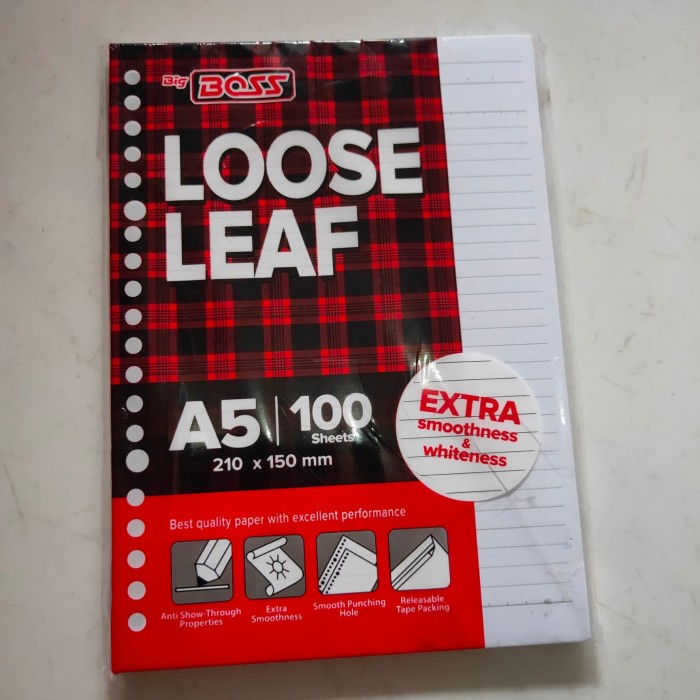 Big BOSS
LOOSE
LEAF
A5 | 100
Sheets
210 x 150 mm
EXTRA
smoothness
&
whiteness
Best quality paper with excellent performance
Anti Show-Through
Properties
Extra
Smoothness
Smooth Punching
Hole
Releasable
Tape Packing